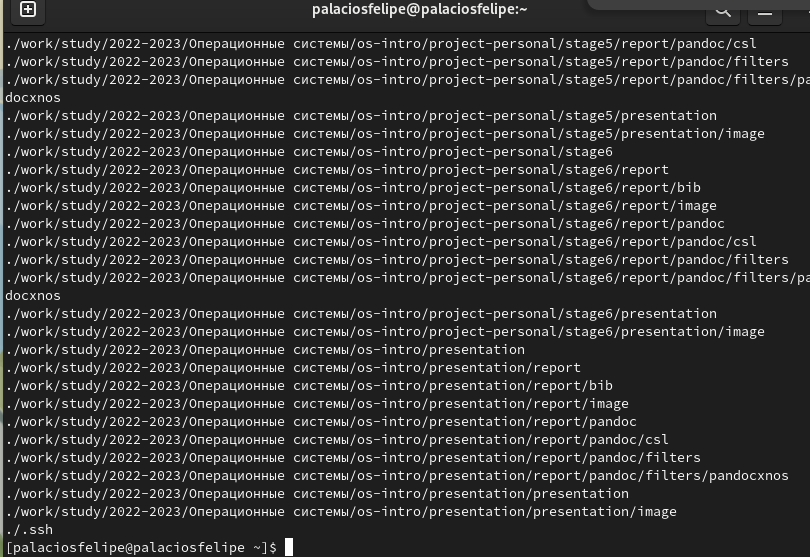 palaciosfelipe@palaciosfelipe:~
./work/study/2022-2023/Операционные системы/os-intro/project-personal/stage5/report/pandoc/csl
./work/study/2022-2023/Операционные системы/os-intro/project-personal/stage5/report/pandoc/filters
./work/study/2022-2023/Операционные системы/os-intro/project-personal/stage5/report/pandoc/filters/pa
docxnos
./work/study/2022-2023/Операционные системы/os-intro/project-personal/stage5/presentation
./work/study/2022-2023/Операционные системы/os-intro/project-personal/stage5/presentation/image
./work/study/2022-2023/Операционные системы/os-intro/project-personal/stage6
./work/study/2022-2023/Операционные системы/os-intro/project-personal/stage6/report
./work/study/2022-2023/Операционные системы/os-intro/project-personal/stage6/report/bib
./work/study/2022-2023/Операционные системы/os-intro/project-personal/stage6/report/image
./work/study/2022-2023/Операционные системы/os-intro/project-personal/stage6/report/pandoc
./work/study/2022-2023/Операционные системы/os-intro/project-personal/stage6/report/pandoc/csl
./work/study/2022-2023/Операционные системы/os-intro/project-personal/stage6/report/pandoc/filters
./work/study/2022-2023/Операционные системы/os-intro/project-personal/stage6/report/pandoc/filters/pa
docxnos
./work/study/2022-2023/Операционные системы/os-intro/project-personal/stage6/presentation
./work/study/2022-2023/Операционные системы/os-intro/project-personal/stage6/presentation/image
./work/study/2022-2023/Операционные системы/os-intro/presentation
./work/study/2022-2023/Операционные системы/os-intro/presentation/report
./work/study/2022-2023/Операционные системы/os-intro/presentation/report/bib
./work/study/2022-2023/Операционные системы/os-intro/presentation/report/image
./work/study/2022-2023/Операционные системы/os-intro/presentation/report/pandoc
./work/study/2022-2023/Операционные системы/os-intro/presentation/report/pandoc/csl
./work/study/2022-2023/Операционные системы/os-intro/presentation/report/pandoc/filters
./work/study/2022-2023/Операционные системы/os-intro/presentation/report/pandoc/filters/pandocxnos
./work/study/2022-2023/Операционные системы/os-intro/presentation/presentation
./work/study/2022-2023/Операционные системы/os-intro/presentation/presentation/image
./.ssh
[palaciosfelipe@palaciosfelipe ~]$